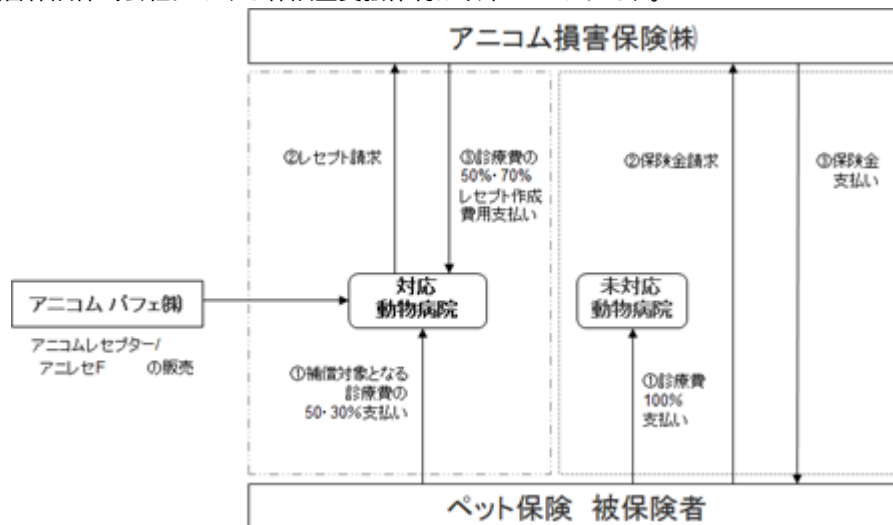 アニコム損害保険㈱
②レセプト請求
③診療費の
50%・70%
レセプト作成
費用支払い
②保険金請求
③保険金
支払い
対応
動物病院
未対応
動物病院
アニコム パフェ㈱
アニコムレセプター/
アニレセF の販売
①補償対象となる
診療費の
50・30%支払い
①診療費
100%
支払い
ペット保険 被保険者